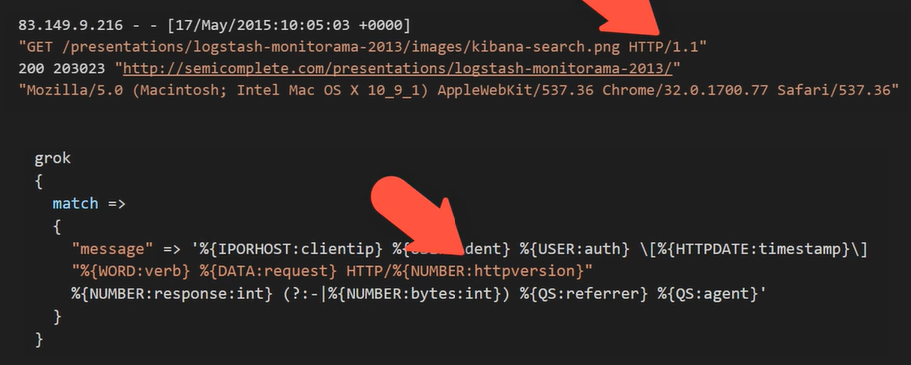 83.149.9.216 - - [17/May/2015:10:05:03 +0000]
"GET /presentations/logstash-monitorama-2013/images/kibana-search.png HTTP/1.1"
200 203023 "http://semicomplete.com/presentations/logstash-monitorama-2013/"
"Mozilla/5.0 (Macintosh; Intel Mac OS X 10_9_1) AppleWebKit/537.36 Chrome/32.0.1700.77 Safari/537.36"
grok
{
match =>
{
"message" => '%{IPORHOST:clientip} dent} %{USER:auth} \[%{HTTPDATE:timestamp}\]
"%{WORD:verb} %{DATA:request} HTTP/%{NUMBER:httpversion}"
%{NUMBER:response:int} (?:-|%{NUMBER:bytes:int}) %{QS:referrer} %{QS:agent}'
}
}